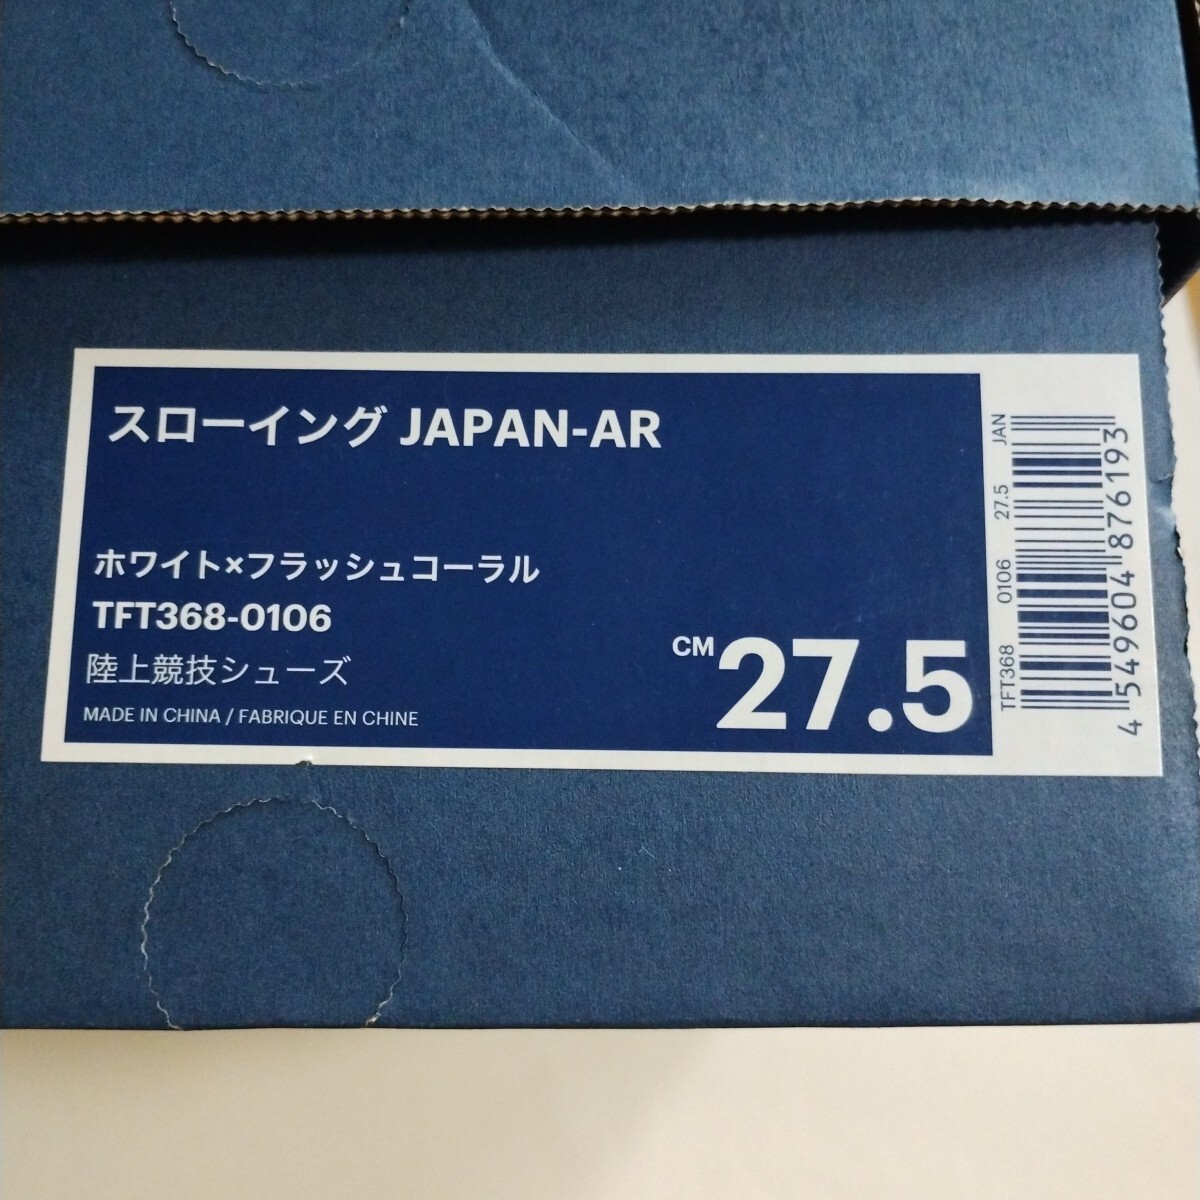 スローイング JAPAN-AR
ホワイト×フラッシュコーラル
TFT368-0106
陸上競技シューズ
MADE IN CHINA / FABRIQUE EN CHINE
CM 27.5
TFT368 0106 27.5 JAN
4 549604 876193